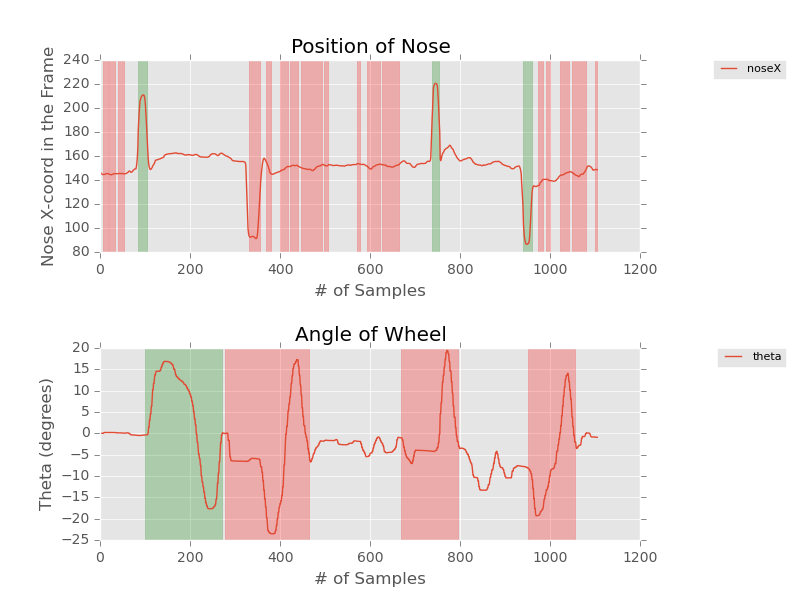 Position of Nose
Nose X-coord in the Frame
240
220
200
180
160
140
120
100
80
0 200 400 600 800 1000 1200
# of Samples
noseX
Angle of Wheel
Theta (degrees)
20
15
10
5
0
−5
−10
−15
−20
−25
0 200 400 600 800 1000 1200
# of Samples
theta